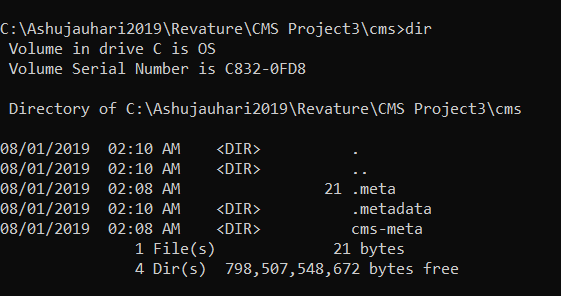 C:\Ashujauhari2019\Revature\CMS Project3\cms>dir
 Volume in drive C is OS
 Volume Serial Number is C832-0FD8

 Directory of C:\Ashujauhari2019\Revature\CMS Project3\cms

08/01/2019  02:10 AM    <DIR>          .
08/01/2019  02:10 AM    <DIR>          ..
08/01/2019  02:08 AM                21 .meta
08/01/2019  02:10 AM    <DIR>          .metadata
08/01/2019  02:08 AM    <DIR>          cms-meta
               1 File(s)             21 bytes
               4 Dir(s)  798,507,548,672 bytes free